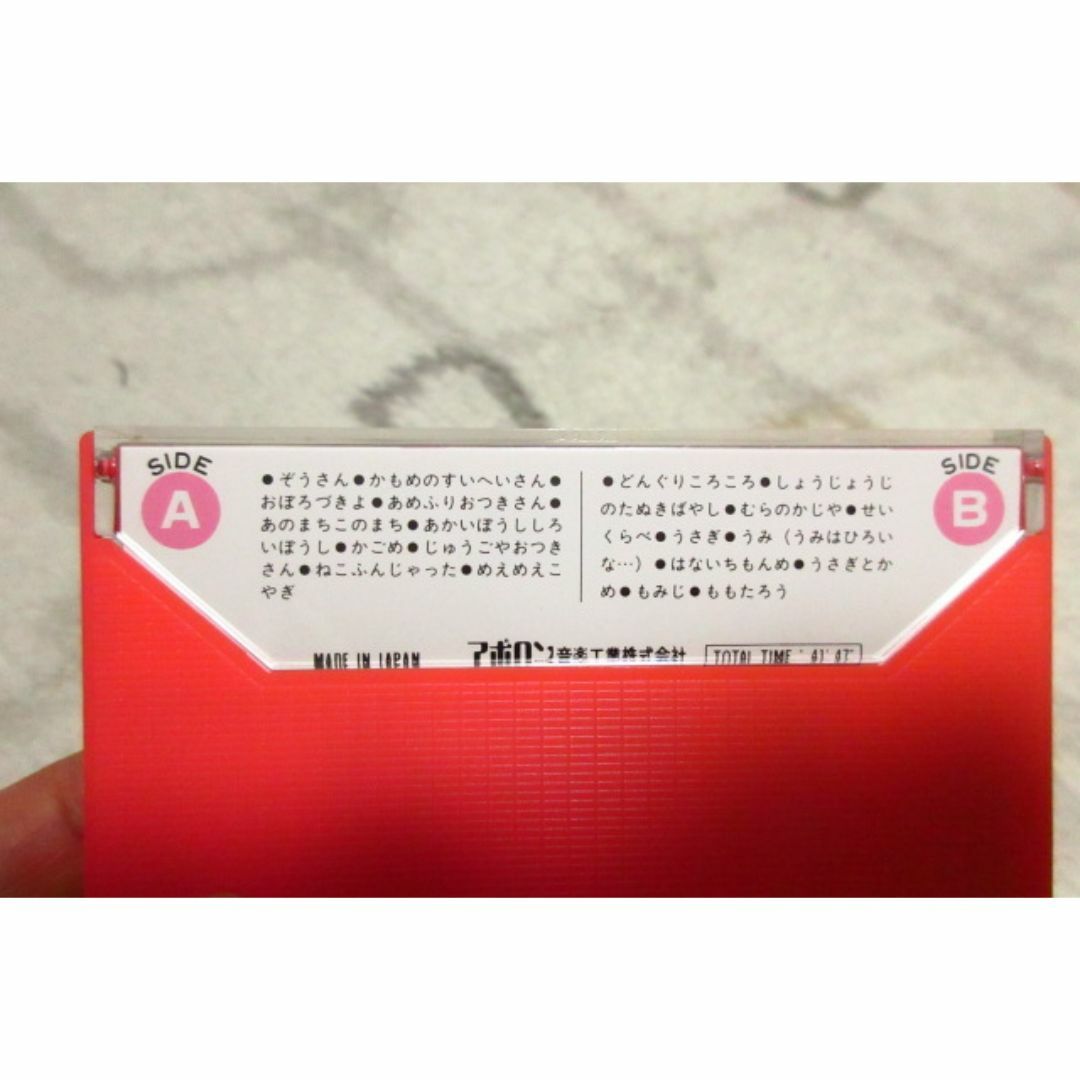 SIDE
A
●ぞうさん●かもめのすいへいさん●
おぼろづきよ●あめふりおつきさん●
あのまちこのまち●あかいぼうししろ
いぼうし●かごめ●じゅうごやおつき
さん●ねこふんじゃった●めえめえこ
やぎ
●どんぐりころころ●しょうじょうじ
のたぬきばやし●むらのかじや●せい
くらべ●うさぎ●うみ（うみはひろい
な…）●はないちもんめ●うさぎとか
め●もみじ●ももたろう
SIDE
B
MADE IN JAPAN
アポロン音楽工業株式会社
TOTAL TIME ' 41' 47"